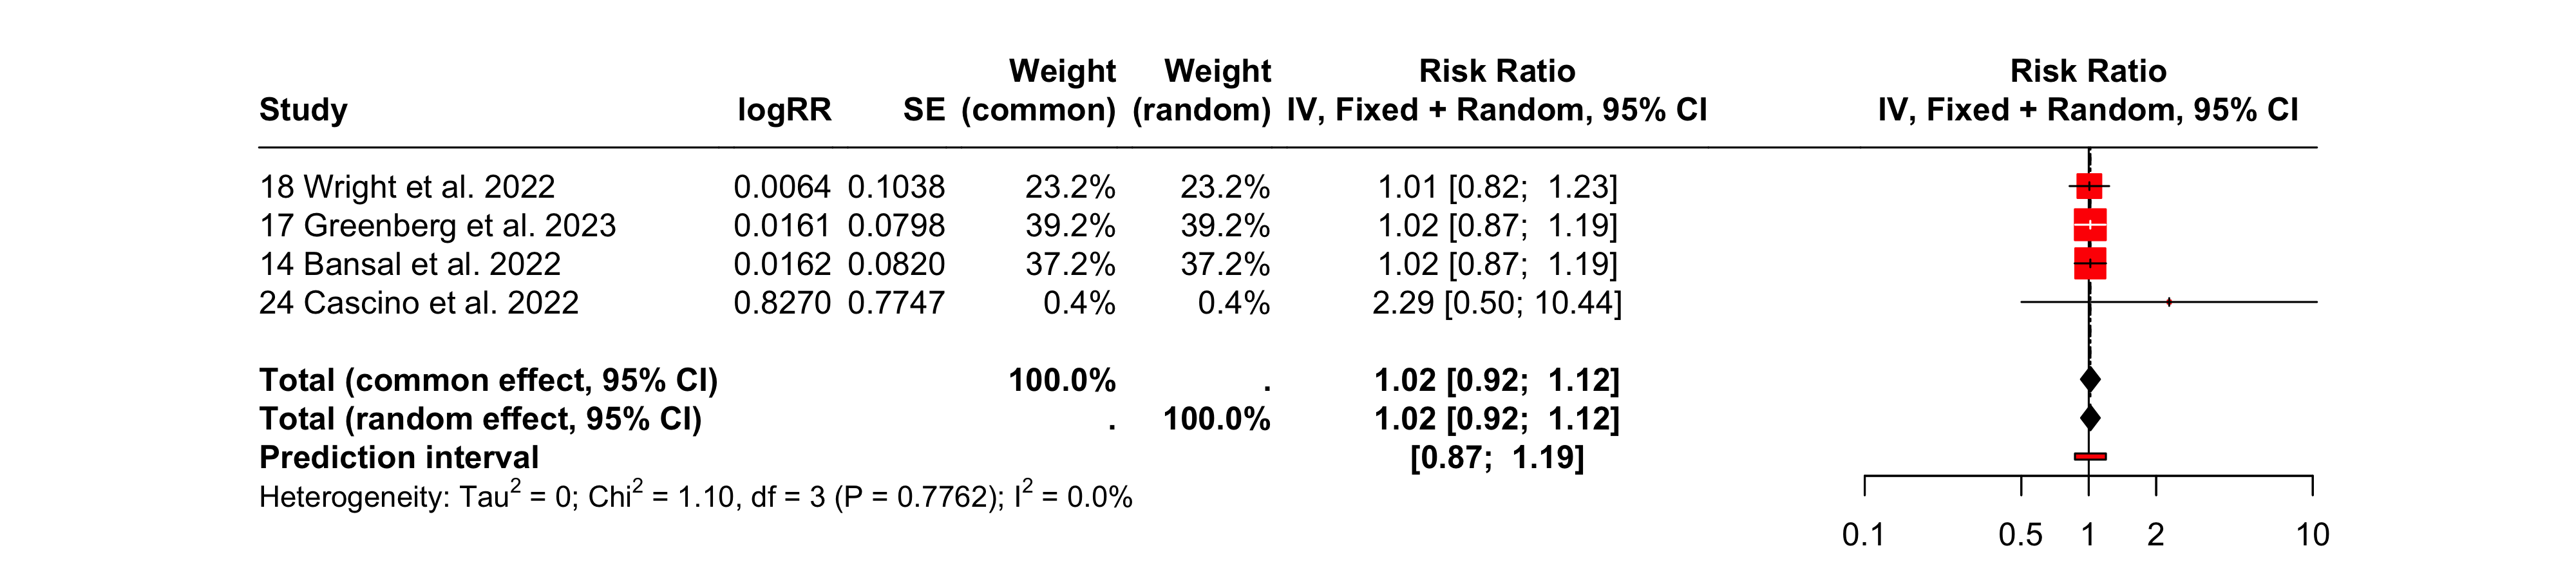 Weight Weight Risk Ratio Risk Ratio
Study logRR SE (common) (random) IV, Fixed + Random, 95% CI IV, Fixed + Random, 95% CI
18 Wright et al. 2022 0.0064 0.1038 23.2% 23.2% 1.01 [0.82; 1.23]
17 Greenberg et al. 2023 0.0161 0.0798 39.2% 39.2% 1.02 [0.87; 1.19]
14 Bansal et al. 2022 0.0162 0.0820 37.2% 37.2% 1.02 [0.87; 1.19]
24 Cascino et al. 2022 0.8270 0.7747 0.4% 0.4% 2.29 [0.50; 10.44]
Total (common effect, 95% CI) 100.0% . 1.02 [0.92; 1.12]
Total (random effect, 95% CI) . 100.0% 1.02 [0.92; 1.12]
Prediction interval [0.87; 1.19]
Heterogeneity: Tau² = 0; Chi² = 1.10, df = 3 (P = 0.7762); I² = 0.0%
0.1 0.5 1 2 10